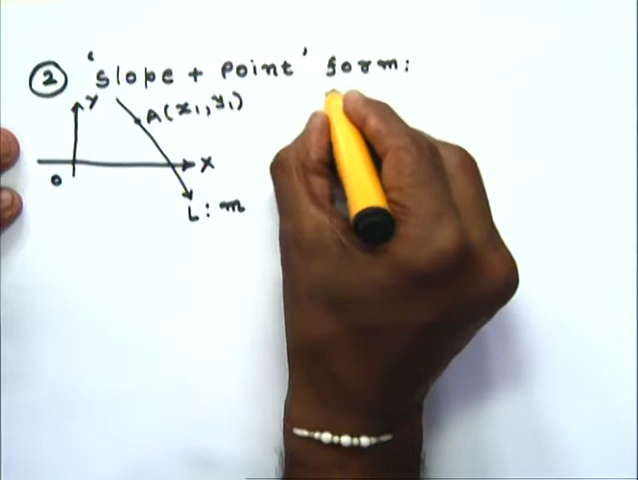 ② 'slope + point' form:
Y
A(x₁, y₁)
X
O
L: m